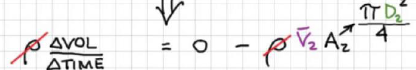 ⇓ πD₂²
ρ ΔVOL/ΔTIME = 0 - ρ V̄₂ A₂ 4